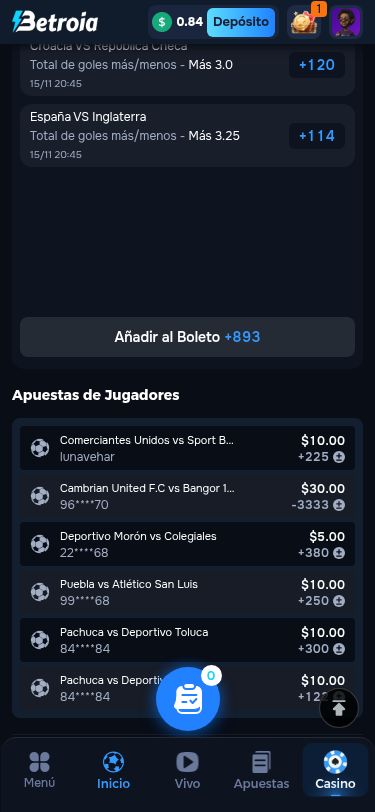 Betroia
$ 0.84 Depósito
1
Croacia VS República Checa
Total de goles más/menos - Más 3.0
+120
15/11 20:45
España VS Inglaterra
Total de goles más/menos - Más 3.25
+114
15/11 20:45
Añadir al Boleto +893
Apuestas de Jugadores
Comerciantes Unidos vs Sport B... $10.00
lunavehar +225
Cambrian United F.C vs Bangor 1... $30.00
96****70 -3333
Deportivo Morón vs Colegiales $5.00
22****68 +380
Puebla vs Atlético San Luis $10.00
99****68 +250
Pachuca vs Deportivo Toluca $10.00
84****84 +300
Pachuca vs $10.00
84****84
0
Menú Inicio Vivo Apuestas Casino